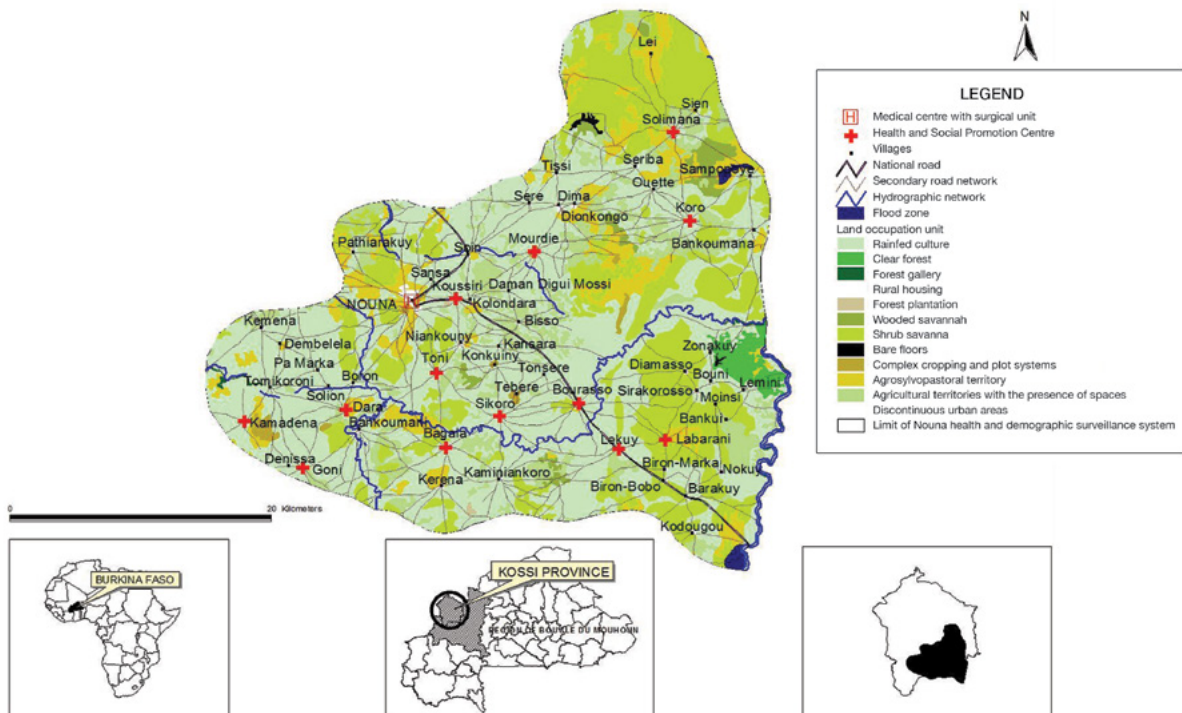 N
Lei
Sien
Solimana
Seriba
Sampopoye
Tissi
Ouette
Sere
Dima
Dionkongo
Koro
Bankoumana
Mourdie
Pathiarakuy
Soin
Sansa
Koussiri
Daman
Digui Mossi
NOUNA
Kolondara
Bisso
Kemena
Dembelela
Niankouny
Kansara
Toni
Konkuiny
Pa Marka
Tonsere
Tomikoroni
Boron
Tebere
Bourasso
Solion
Dara
Sikoro
Bankouman
Kamadena
Bagala
Denissa
Goni
Kaminiankoro
Kerena
Zonakuy
Diamasso
Bouni
Lemini
Sirakorosso
Moinsi
Bankui
Lekuy
Labarani
Biron-Marka
Nokuy
Biron-Bobo
Barakuy
Kodougou
LEGEND
H Medical centre with surgical unit
Health and Social Promotion Centre
Villages
National road
Secondary road network
Hydrographic network
Flood zone
Land occupation unit
Rainfed culture
Clear forest
Forest gallery
Rural housing
Forest plantation
Wooded savannah
Shrub savanna
Bare floors
Complex cropping and plot systems
Agrosylvopastoral territory
Agricultural territories with the presence of spaces
Discontinuous urban areas
Limit of Nouna health and demographic surveillance system
0 20 Kilometers
BURKINA FASO
KOSSI PROVINCE
REGION OF BOUCLE DU MOUHOUN